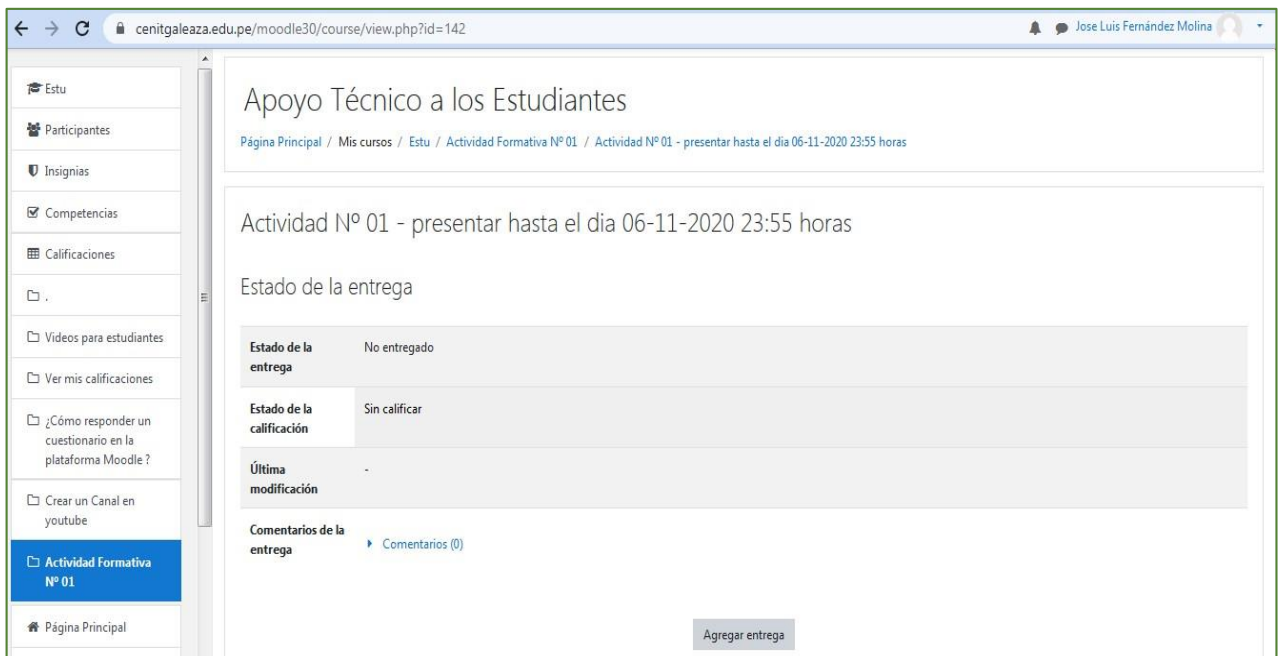 cenitgaleaza.edu.pe/moodle30/course/view.php?id=142
Jose Luis Fernández Molina
Estu
Participantes
Insignias
Competencias
Calificaciones
.
Videos para estudiantes
Ver mis calificaciones
¿Cómo responder un
cuestionario en la
plataforma Moodle ?
Crear un Canal en
youtube
Actividad Formativa
Nº 01
Página Principal
Apoyo Técnico a los Estudiantes
Página Principal / Mis cursos / Estu / Actividad Formativa Nº 01 / Actividad Nº 01 - presentar hasta el dia 06-11-2020 23:55 horas
Actividad Nº 01 - presentar hasta el dia 06-11-2020 23:55 horas
Estado de la entrega
Estado de la
entrega
No entregado
Estado de la
calificación
Sin calificar
Última
modificación
-
Comentarios de la
entrega
Comentarios (0)
Agregar entrega